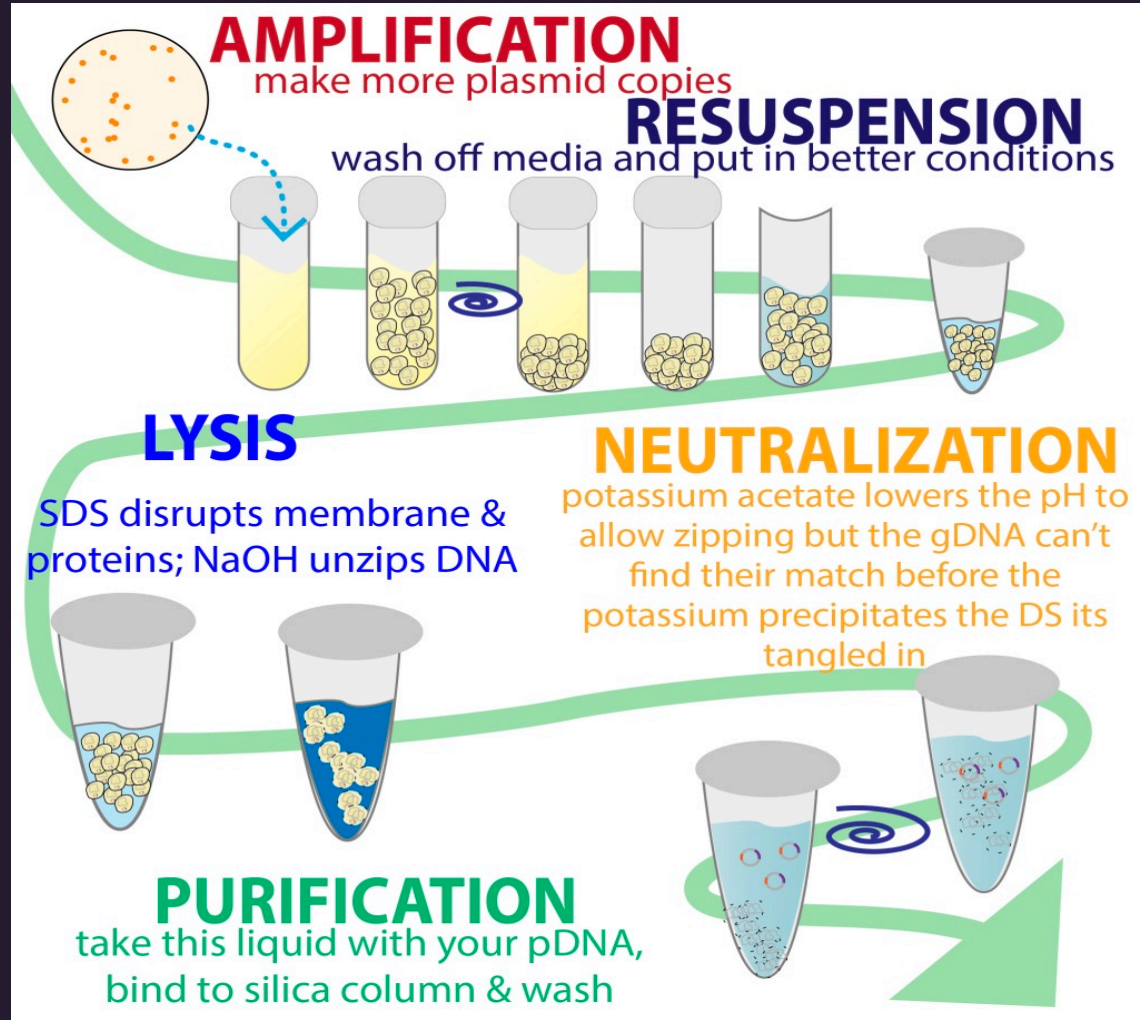 AMPLIFICATION
make more plasmid copies
RESUSPENSION
wash off media and put in better conditions
LYSIS
SDS disrupts membrane &
proteins; NaOH unzips DNA
NEUTRALIZATION
potassium acetate lowers the pH to
allow zipping but the gDNA can't
find their match before the
potassium precipitates the DS its
tangled in
PURIFICATION
take this liquid with your pDNA,
bind to silica column & wash